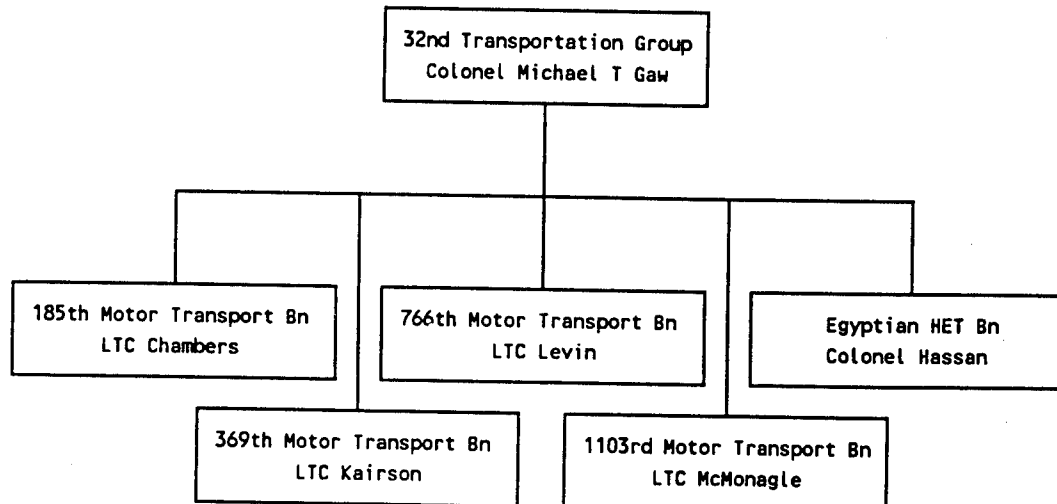 32nd Transportation Group
Colonel Michael T Gaw
185th Motor Transport Bn
LTC Chambers
766th Motor Transport Bn
LTC Levin
Egyptian HET Bn
Colonel Hassan
369th Motor Transport Bn
LTC Kairson
1103rd Motor Transport Bn
LTC McMonagle